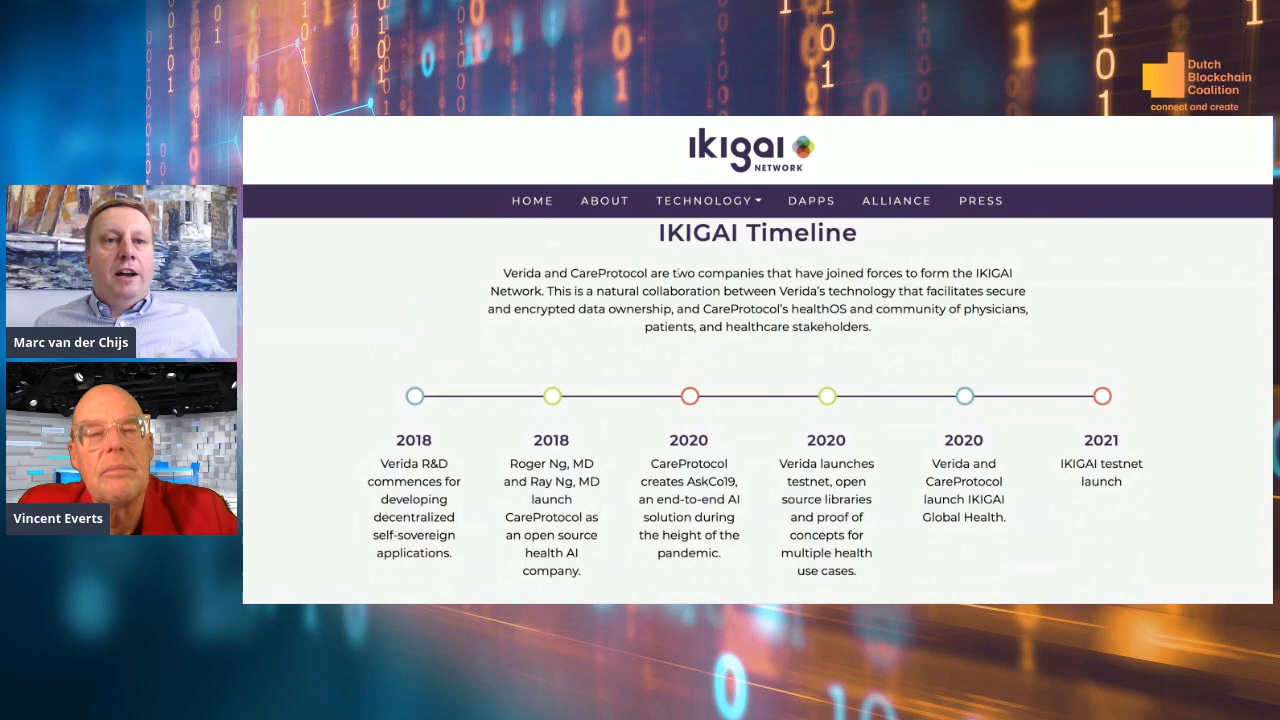 Dutch
Blockchain
Coalition
connect and create
ikigai
NETWORK
HOME ABOUT TECHNOLOGY DAPPS ALLIANCE PRESS
IKIGAI Timeline
Verida and CareProtocol are two companies that have joined forces to form the IKIGAI
Network. This is a natural collaboration between Verida's technology that facilitates secure
and encrypted data ownership, and CareProtocol's healthOS and community of physicians,
patients, and healthcare stakeholders.
2018
Verida R&D
commences for
developing
decentralized
self-sovereign
applications.
2018
Roger Ng, MD
and Ray Ng, MD
launch
CareProtocol as
an open source
health AI
company.
2020
CareProtocol
creates AskCo19,
an end-to-end AI
solution during
the height of the
pandemic.
2020
Verida launches
testnet, open
source libraries
and proof of
concepts for
multiple health
use cases.
2020
Verida and
CareProtocol
launch IKIGAI
Global Health.
2021
IKIGAI testnet
launch
Marc van der Chijs
Vincent Everts